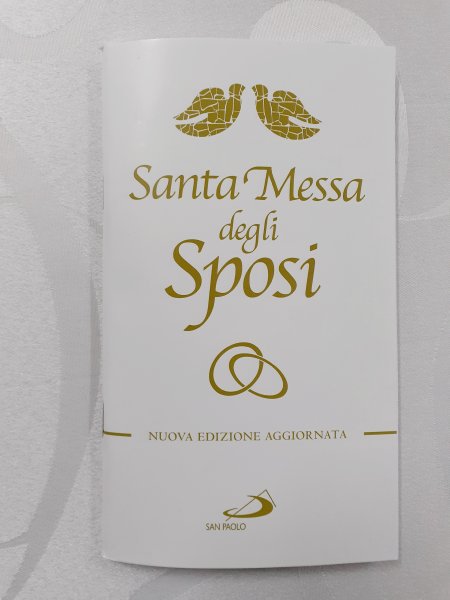 Santa Messa
degli
Sposi
NUOVA EDIZIONE AGGIORNATA
SAN PAOLO